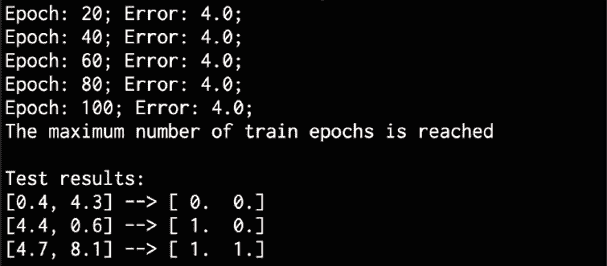 Epoch: 20; Error: 4.0;
Epoch: 40; Error: 4.0;
Epoch: 60; Error: 4.0;
Epoch: 80; Error: 4.0;
Epoch: 100; Error: 4.0;
The maximum number of train epochs is reached
Test results:
[0.4, 4.3] --> [ 0.  0.]
[4.4, 0.6] --> [ 1.  0.]
[4.7, 8.1] --> [ 1.  1.]